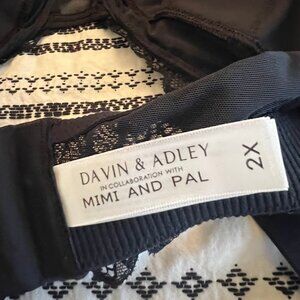 DAVIN & ADLEY
IN COLLABORATION WITH
MIMI AND PAL
2X